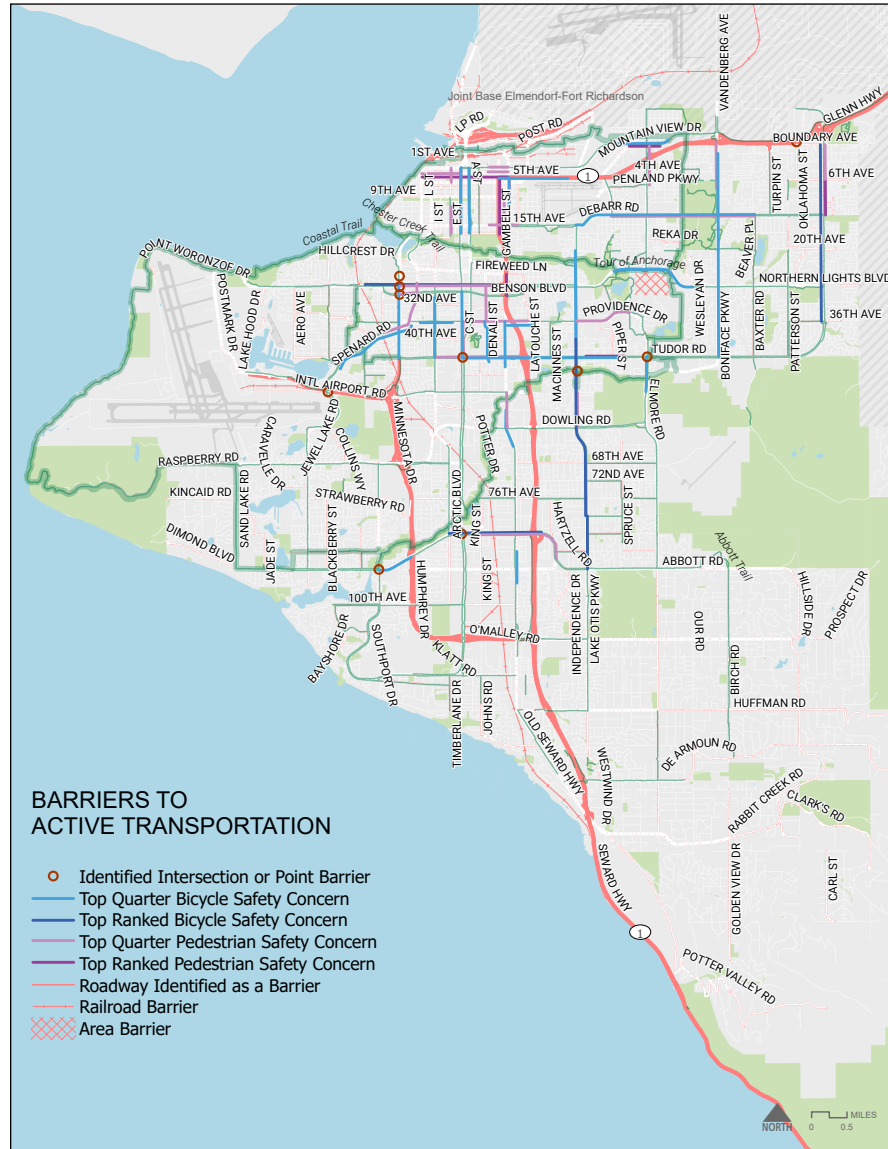 VANDENBERG AVE
GLENN HWY
Joint Base Elmendorf-Fort Richardson
LP RD
POST RD
MOUNTAIN VIEW DR
BOUNDARY AVE
1ST AVE
A ST
5TH AVE
1
4TH AVE
PENLAND PKWY
TURPIN ST
OKLAHOMA ST
6TH AVE
9TH AVE
L ST
I ST
E ST
GAMBELL ST
15TH AVE
DEBARR RD
Coastal Trail
Chester Creek Trail
REKA DR
BEAVER PL
20TH AVE
POINT WORONZOF DR
HILLCREST DR
FIREWEED LN
Tour of Anchorage
WESLEYAN DR
NORTHERN LIGHTS BLVD
POSTMARK DR
LAKE HOOD DR
AERO AVE
32ND AVE
BENSON BLVD
PROVIDENCE DR
BONIFACE PKWY
BAXTER RD
PATTERSON ST
36TH AVE
SPENARD RD
40TH AVE
C ST
DENALI ST
LATOUCHE ST
MACINNES ST
PIPER ST
TUDOR RD
INTL AIRPORT RD
MINNESOTA DR
ELMORE RD
CARAVELLE DR
JEWEL LAKE RD
COLLINS WY
POTTER DR
DOWLING RD
RASPBERRY RD
68TH AVE
KINCAID RD
SAND LAKE RD
STRAWBERRY RD
ARCTIC BLVD
KING ST
76TH AVE
72ND AVE
SPRUCE ST
DIMOND BLVD
JADE ST
BLACKBERRY ST
HARTZELL RD
ABBOTT RD
Abbott Trail
HUMPHREY DR
KING ST
INDEPENDENCE DR
LAKE OTIS PKWY
HILLSIDE DR
PROSPECT DR
100TH AVE
BAYSHORE DR
SOUTHPORT DR
O'MALLEY RD
OUR RD
KLATT RD
BIRCH RD
TIMBERLANE DR
JOHNS RD
HUFFMAN RD
OLD SEWARD HWY
DE ARMOUN RD
WESTWIND DR
RABBIT CREEK RD
CLARK'S RD
SEWARD HWY
GOLDEN VIEW DR
CARL ST
1
POTTER VALLEY RD
BARRIERS TO
ACTIVE TRANSPORTATION
Identified Intersection or Point Barrier
Top Quarter Bicycle Safety Concern
Top Ranked Bicycle Safety Concern
Top Quarter Pedestrian Safety Concern
Top Ranked Pedestrian Safety Concern
Roadway Identified as a Barrier
Railroad Barrier
Area Barrier
NORTH
MILES
0 0.5